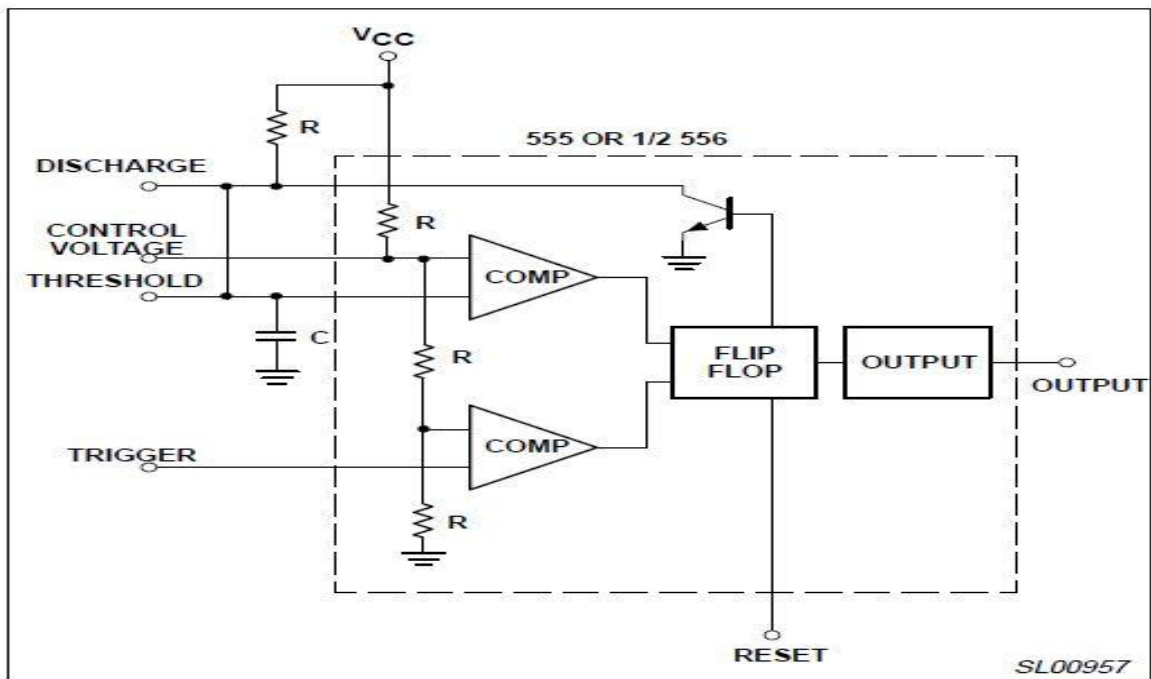 VCC
R
555 OR 1/2 556
DISCHARGE
R
CONTROL
VOLTAGE
COMP
THRESHOLD
C
R
FLIP
FLOP
OUTPUT
OUTPUT
COMP
TRIGGER
R
RESET
SL00957